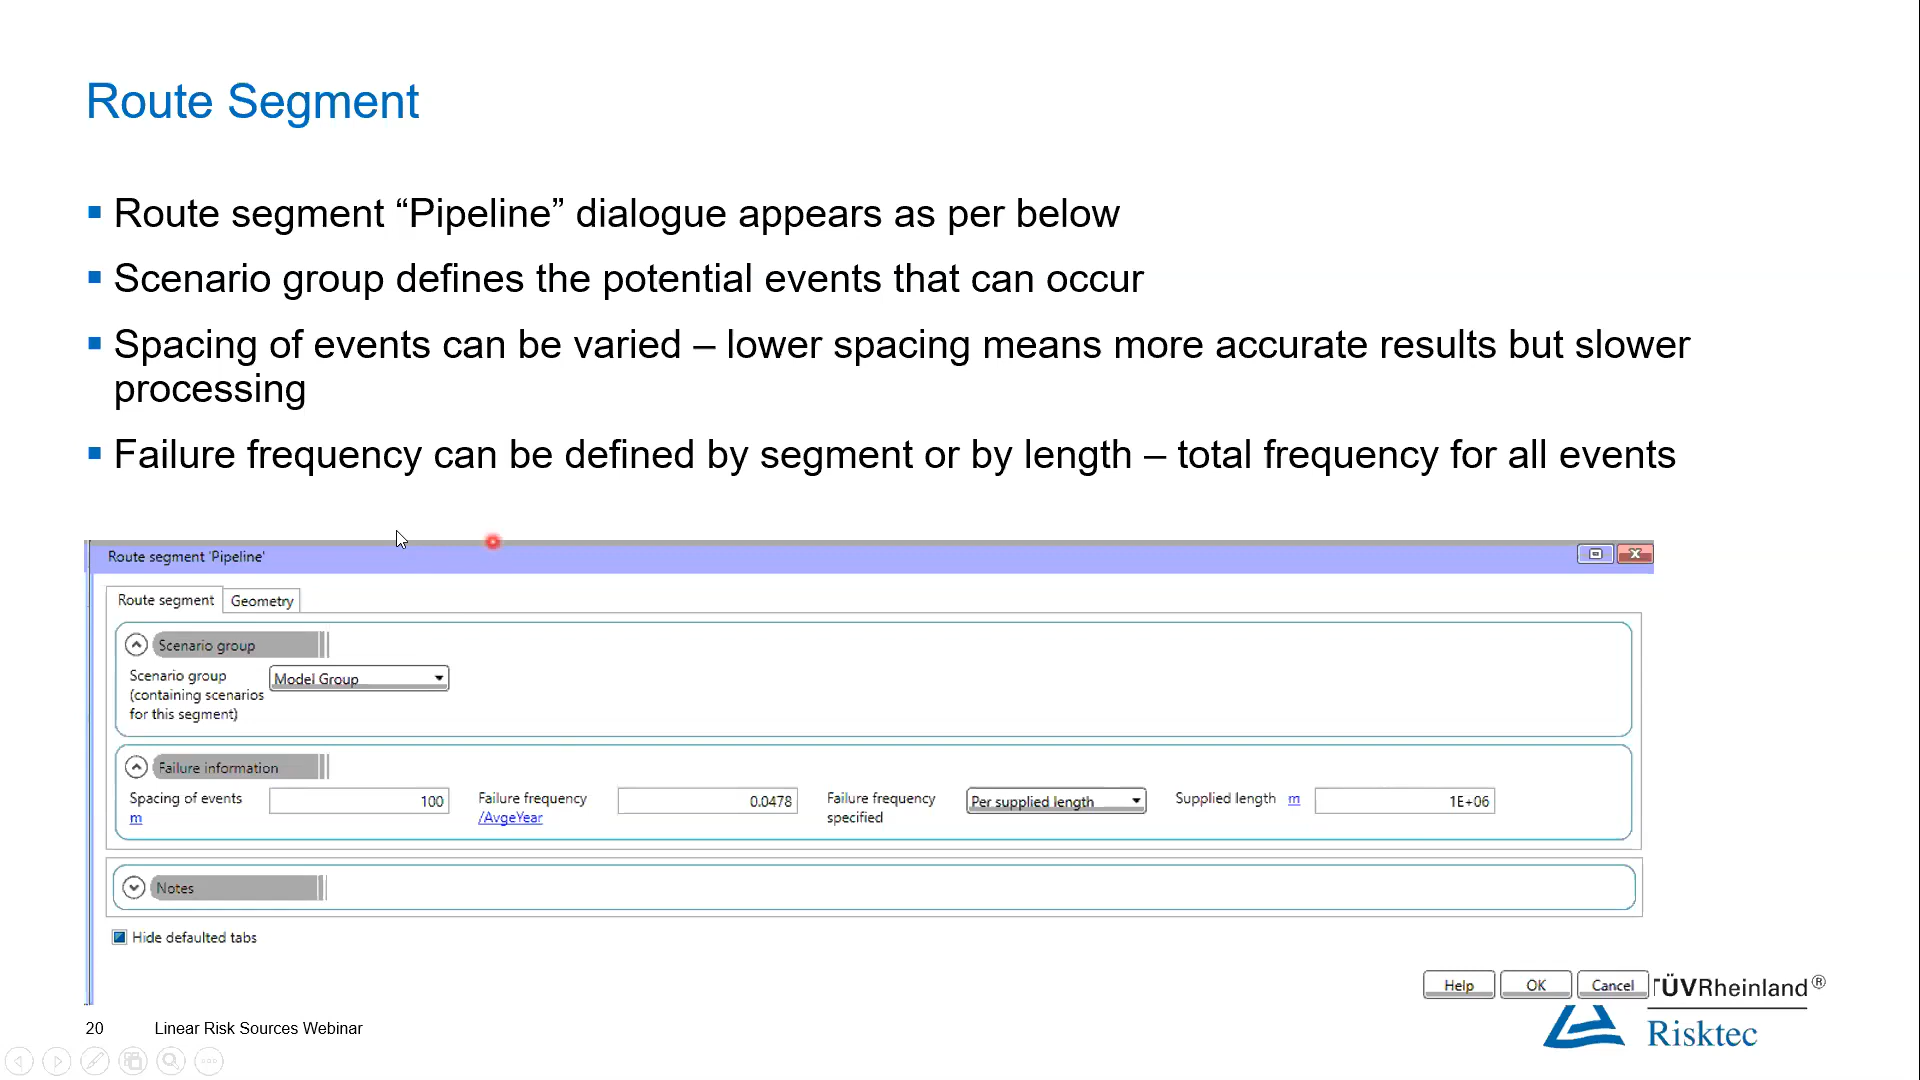 Route Segment
Route segment “Pipeline” dialogue appears as per below
Scenario group defines the potential events that can occur
Spacing of events can be varied – lower spacing means more accurate results but slower
processing
Failure frequency can be defined by segment or by length – total frequency for all events
Route segment 'Pipeline'
Route segment Geometry
Scenario group
Scenario group
(containing scenarios
for this segment)
Model Group
Failure information
Spacing of events
m
100
Failure frequency
/AvgeYear
0.0478
Failure frequency
specified
Per supplied length
Supplied length m
1E+06
Notes
Hide defaulted tabs
Help OK Cancel
TÜVRheinland®
Risktec
20 Linear Risk Sources Webinar